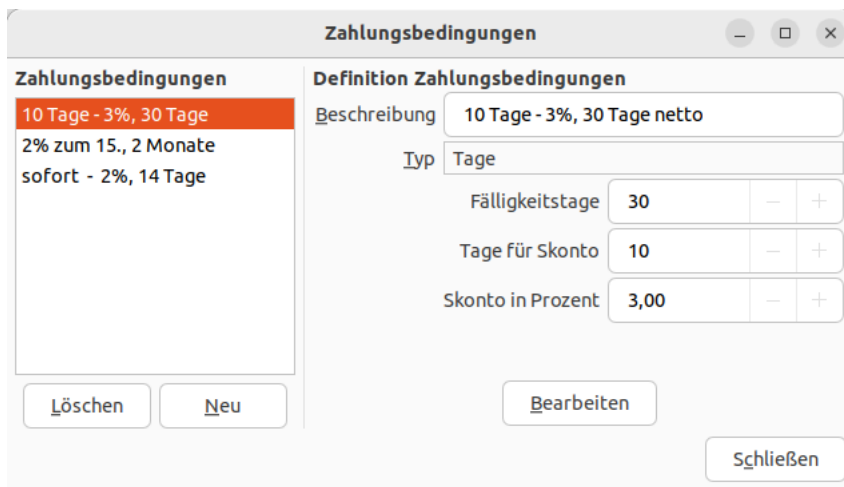 Zahlungsbedingungen
Zahlungsbedingungen
10 Tage - 3%, 30 Tage
2% zum 15., 2 Monate
sofort - 2%, 14 Tage
Löschen
Neu
Definition Zahlungsbedingungen
Beschreibung 10 Tage - 3%, 30 Tage netto
Typ Tage
Fälligkeitstage 30
Tage für Skonto 10
Skonto in Prozent 3,00
Bearbeiten
Schließen